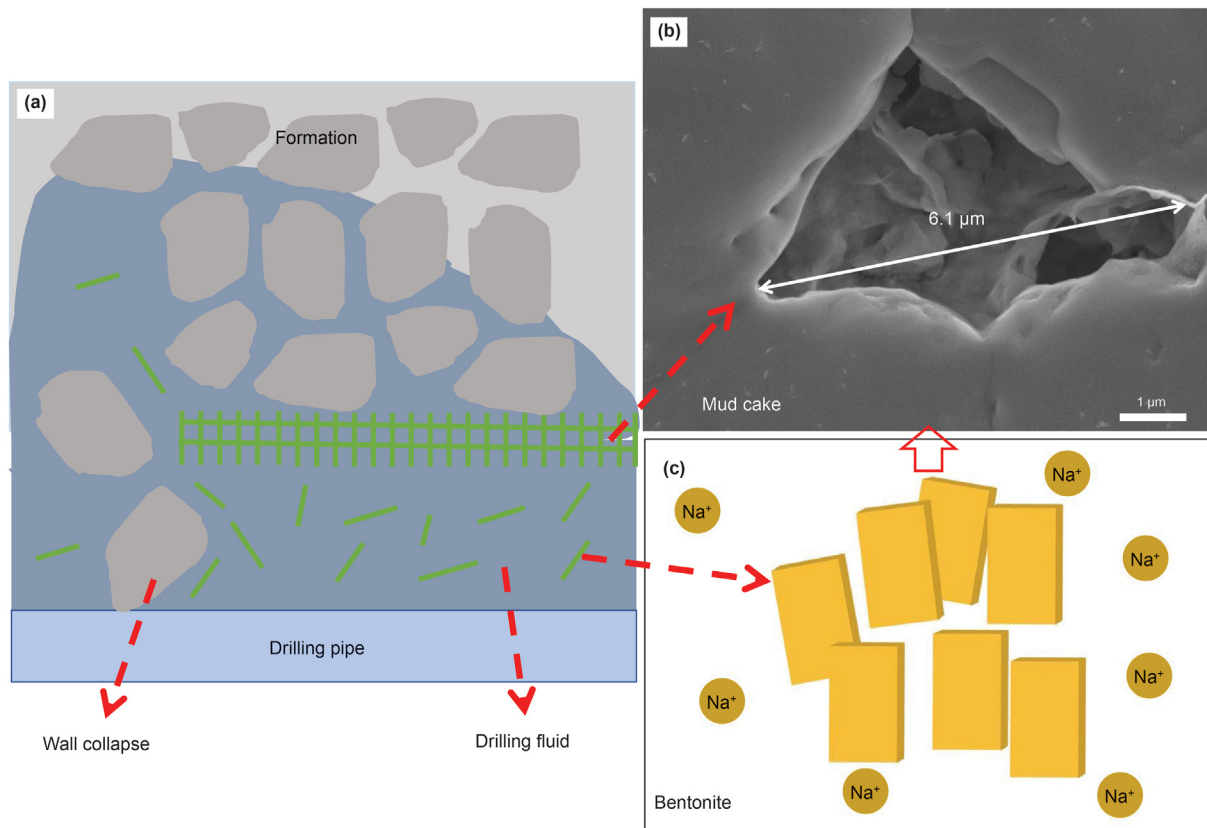 (a)
Formation
Drilling pipe
Wall collapse
Drilling fluid
(b)
6.1 µm
Mud cake
1 µm
(c)
Na⁺
Na⁺
Na⁺
Na⁺
Na⁺
Na⁺
Na⁺
Bentonite